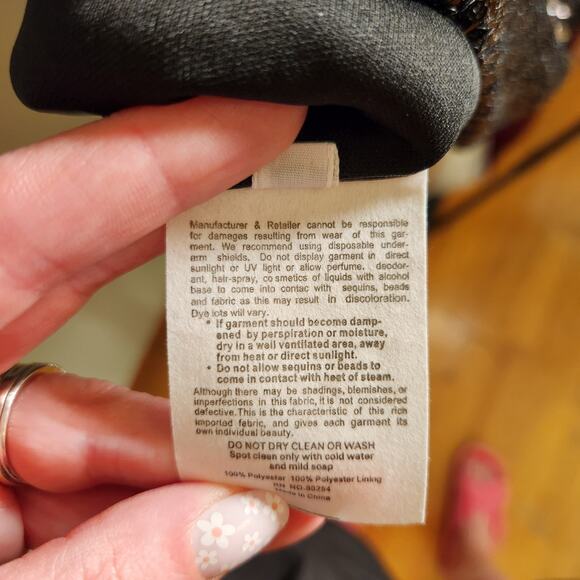 Manufacturer & Retailer cannot be responsible
for damages resulting from wear of this gar-
ment. We recommend using disposable under-
arm shields. Do not display garment in direct
sunlight or UV light or allow perfume, deodor-
ant, hair-spray, co smetics of liquids with alcohol
base to come into contact with sequins, beads
and fabric as this may result in discoloration.
Dye lots will vary.
• If garment should become damp-
ened by perspiration or moisture,
dry in a well ventilated area, away
from heat or direct sunlight.
• Do not allow sequins or beads to
come in contact with heat of steam.
Although there may be shadings, blemishes, or
imperfections in this fabric, it is not considered
defective. This is the characteristic of this rich
imported fabric, and gives each garment its
own individual beauty.
DO NOT DRY CLEAN OR WASH
Spot clean only with cold water
and mild soap
100% Polyester 100% Polyester Lining
RN NO.80254
Made in China